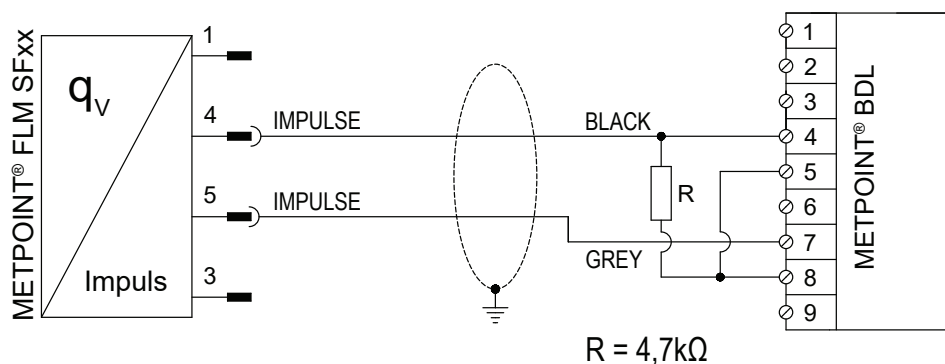 METPOINT® FLM SFxx
qv
Impuls
1
4
5
3
IMPULSE
IMPULSE
BLACK
GREY
R
R = 4,7kΩ
1
2
3
4
5
6
7
8
9
METPOINT® BDL